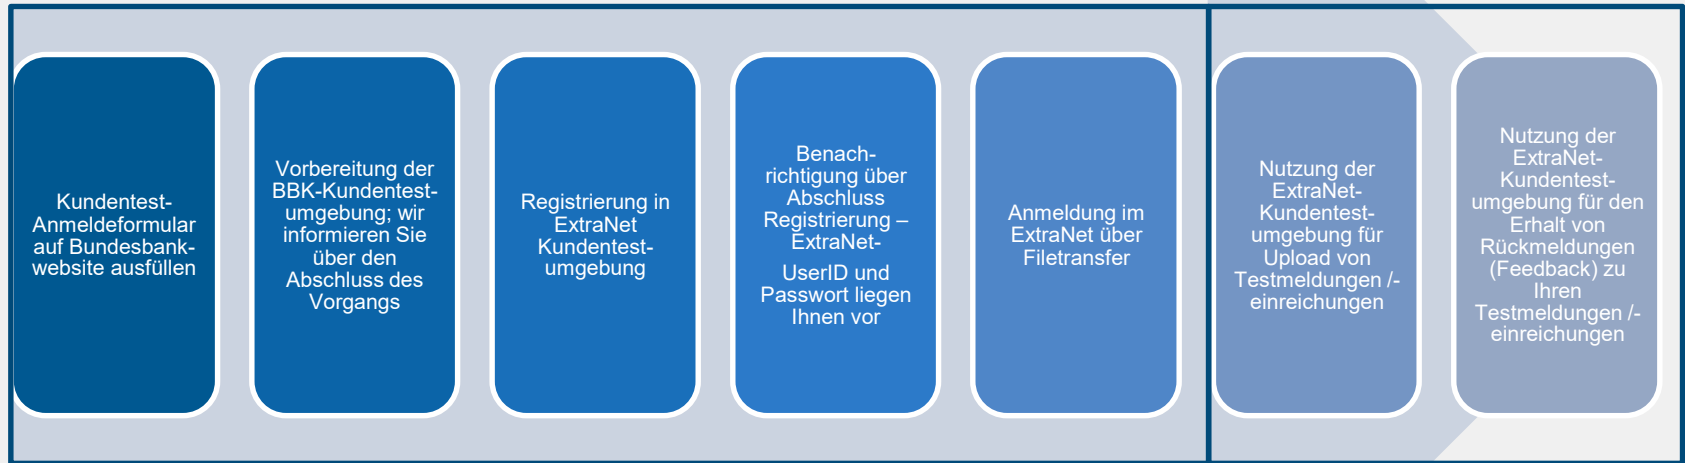 Kundentest-
Anmeldeformular
auf Bundesbank-
website ausfüllen
Vorbereitung der
BBK-Kundentest-
umgebung; wir
informieren Sie
über den
Abschluss des
Vorgangs
Registrierung in
ExtraNet
Kundentest-
umgebung
Benach-
richtigung über
Abschluss
Registrierung –
ExtraNet-
UserID und
Passwort liegen
Ihnen vor
Anmeldung im
ExtraNet über
Filetransfer
Nutzung der
ExtraNet-
Kundentest-
umgebung für
Upload von
Testmeldungen /-
einreichungen
Nutzung der
ExtraNet-
Kundentest-
umgebung für den
Erhalt von
Rückmeldungen
(Feedback) zu
Ihren
Testmeldungen /-
einreichungen